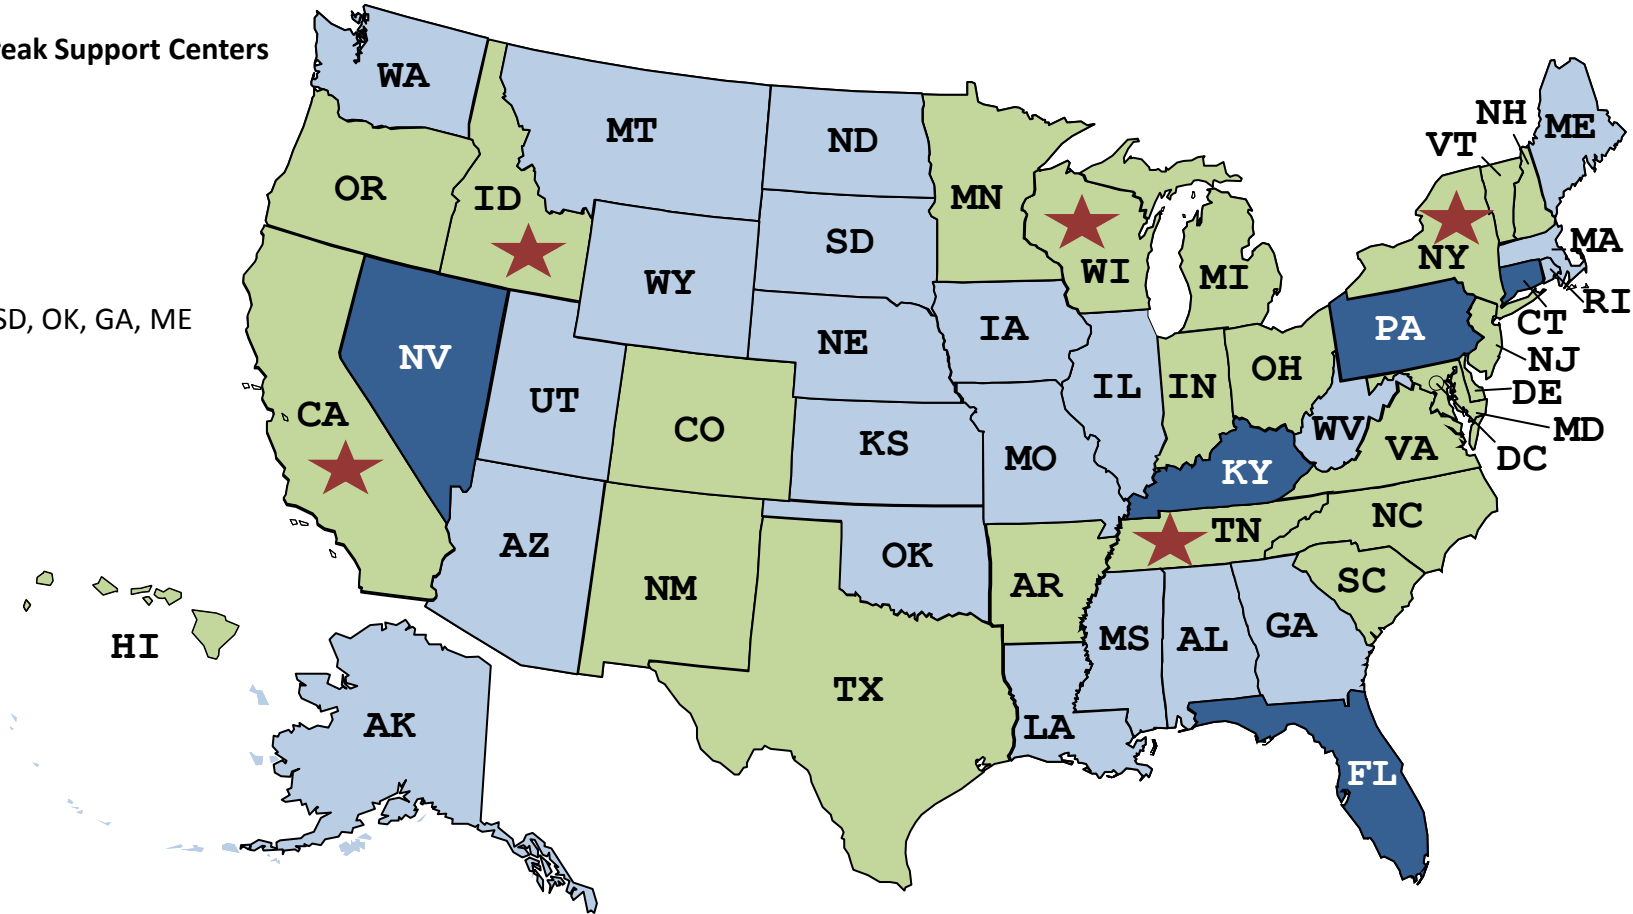 reak Support Centers
SD, OK, GA, ME
WA
MT
ND
MN
OR
ID
SD
WI
MI
NY
VT
NH
ME
MA
RI
CT
NJ
DE
MD
DC
WY
NE
IA
PA
NV
UT
CO
KS
MO
IL
IN
OH
WV
VA
KY
CA
AZ
NM
OK
AR
TN
NC
SC
MS
AL
GA
HI
AK
TX
LA
FL